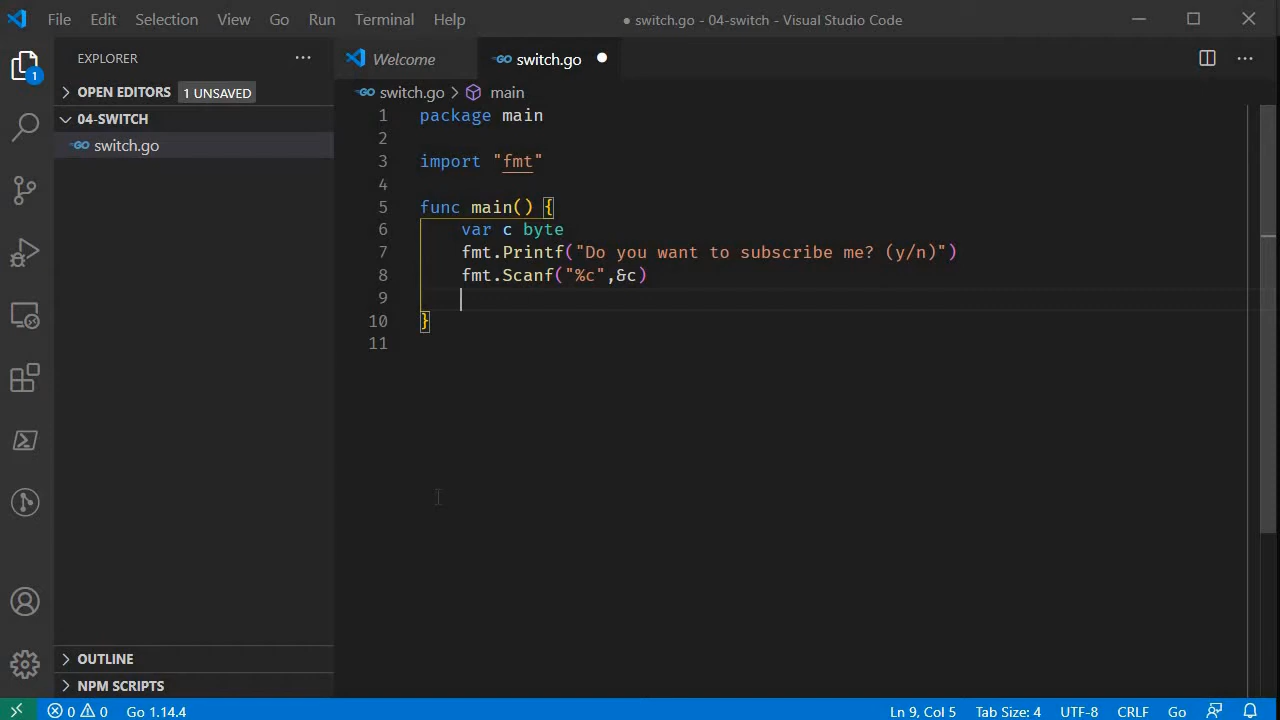 File Edit Selection View Go Run Terminal Help ● switch.go - 04-switch - Visual Studio Code
EXPLORER
Welcome
GO switch.go
1
OPEN EDITORS 1 UNSAVED
04-SWITCH
GO switch.go
GO switch.go > main
1 package main
2
3 import "fmt"
4
5 func main() {
6 var c byte
7 fmt.Printf("Do you want to subscribe me? (y/n)")
8 fmt.Scanf("%c",&c)
9
10 }
11
OUTLINE
NPM SCRIPTS
0 0 Go 1.14.4 Ln 9, Col 5 Tab Size: 4 UTF-8 CRLF Go